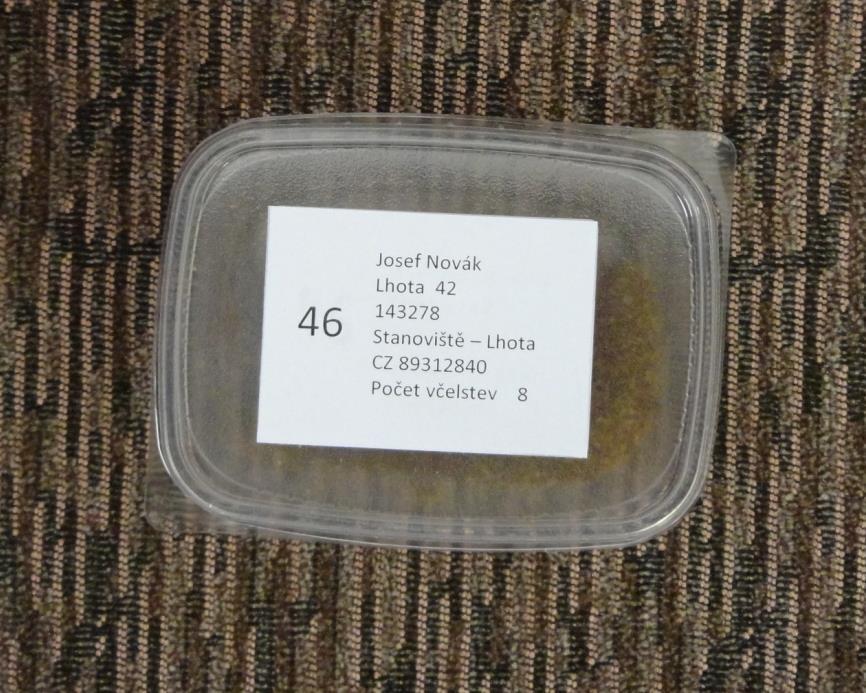 46
Josef Novák
Lhota 42
143278
Stanoviště – Lhota
CZ 89312840
Počet včelstev 8